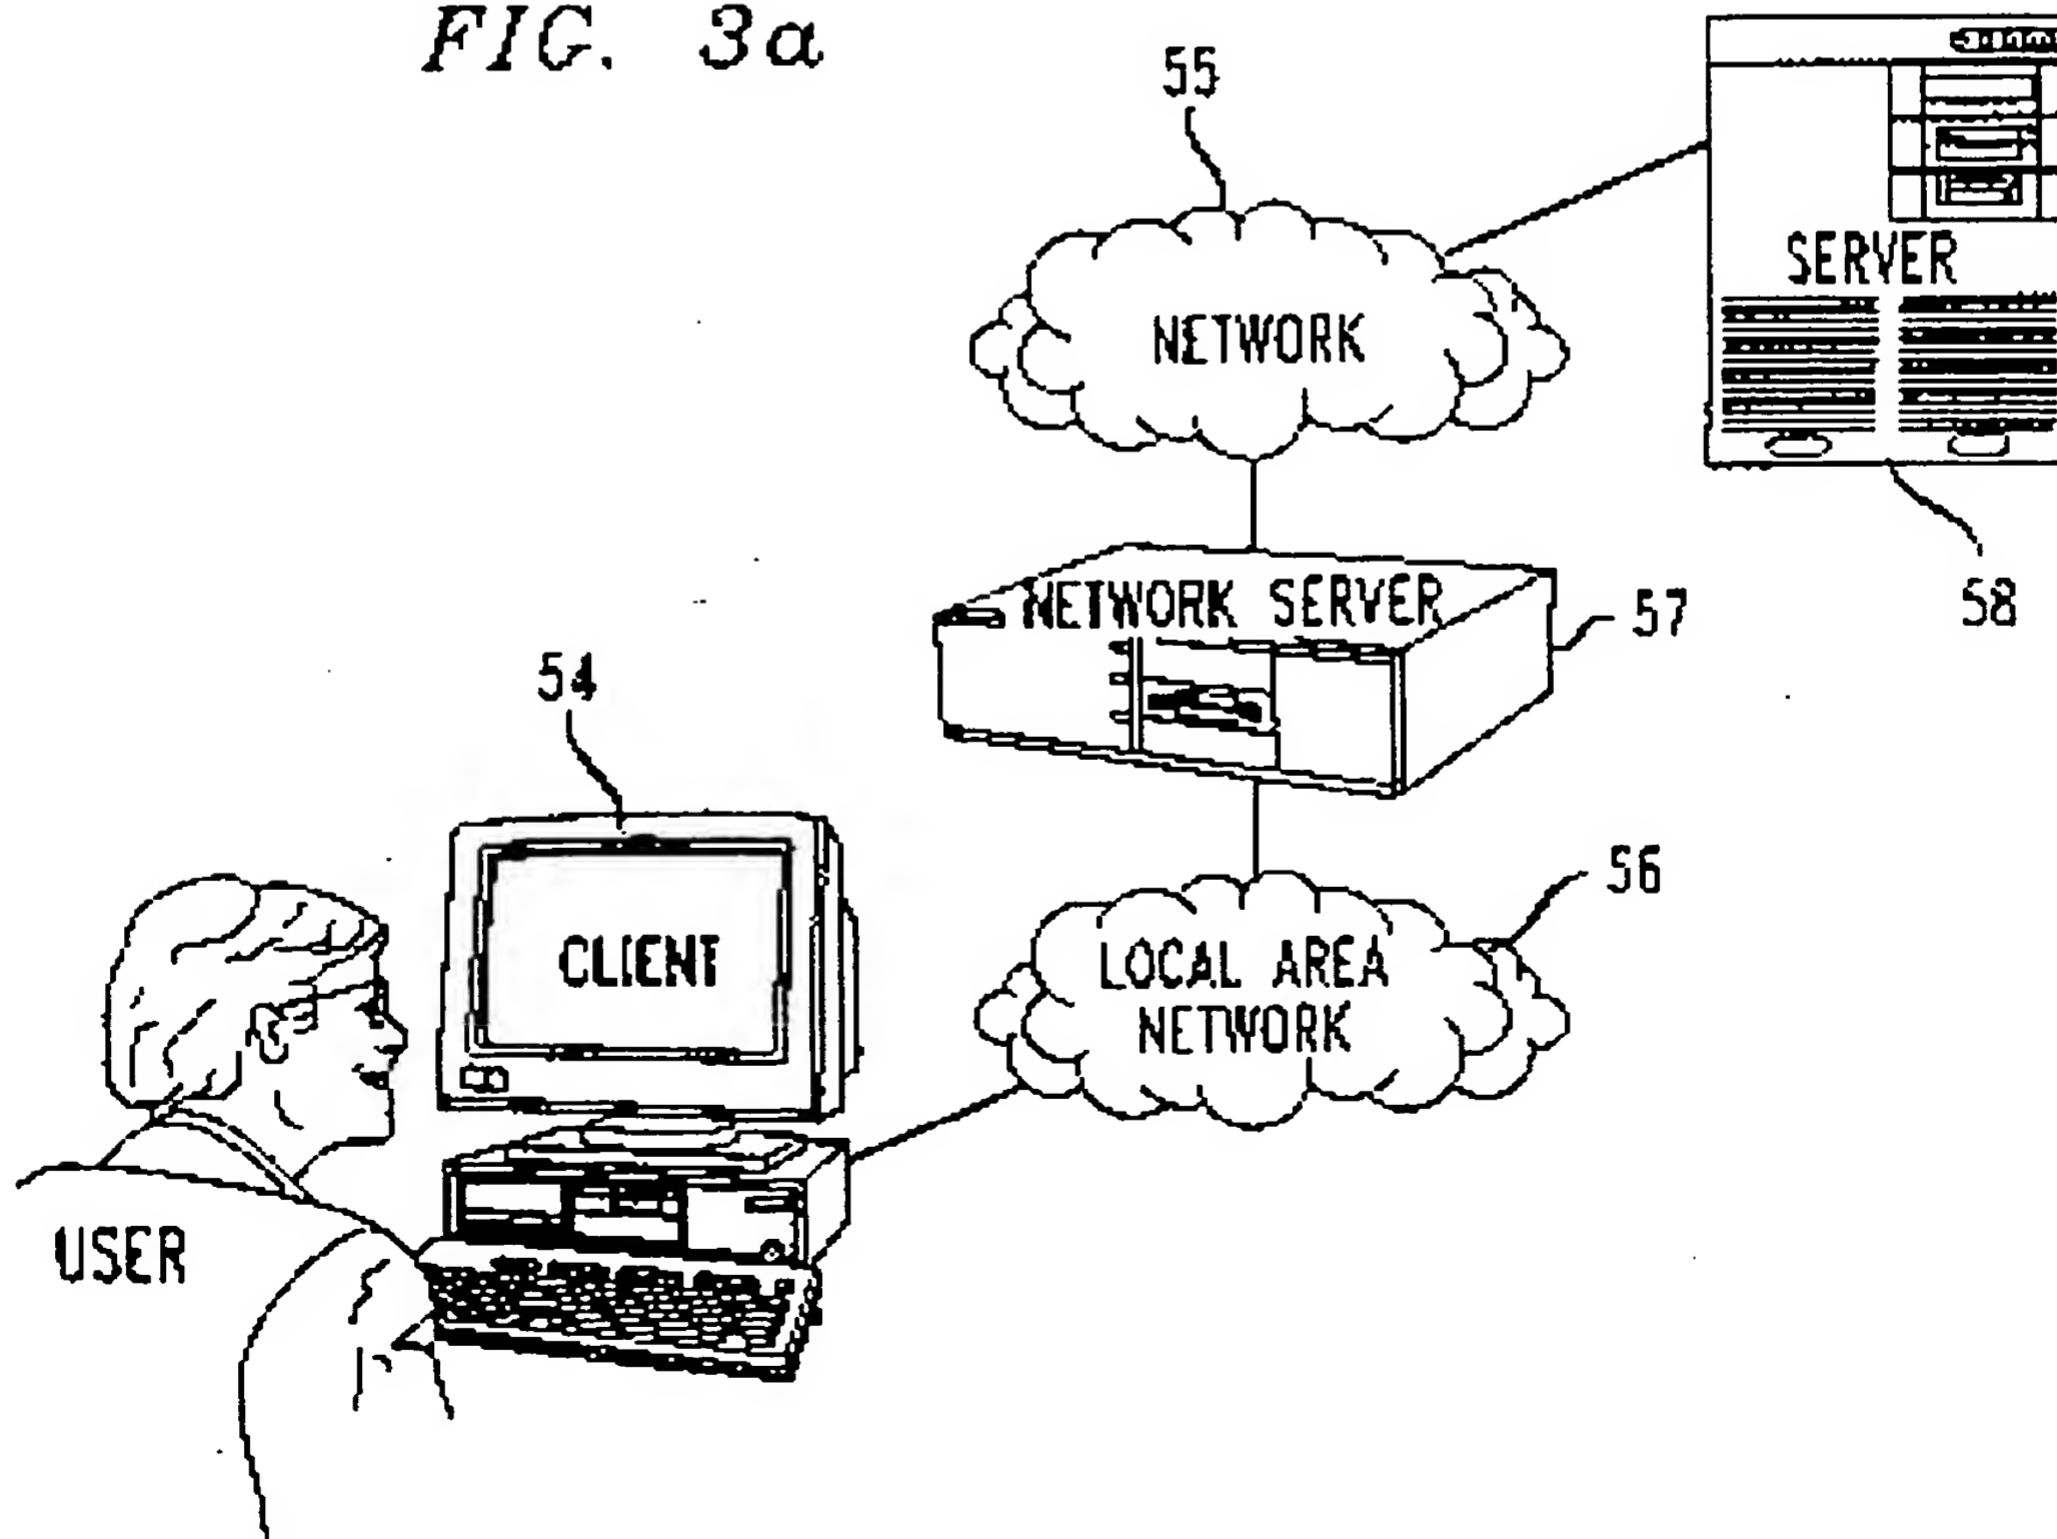 FIG. 3a
55
SERVER
NETWORK
NETWORK SERVER
57
58
54
56
CLIENT
LOCAL AREA
NETWORK
USER